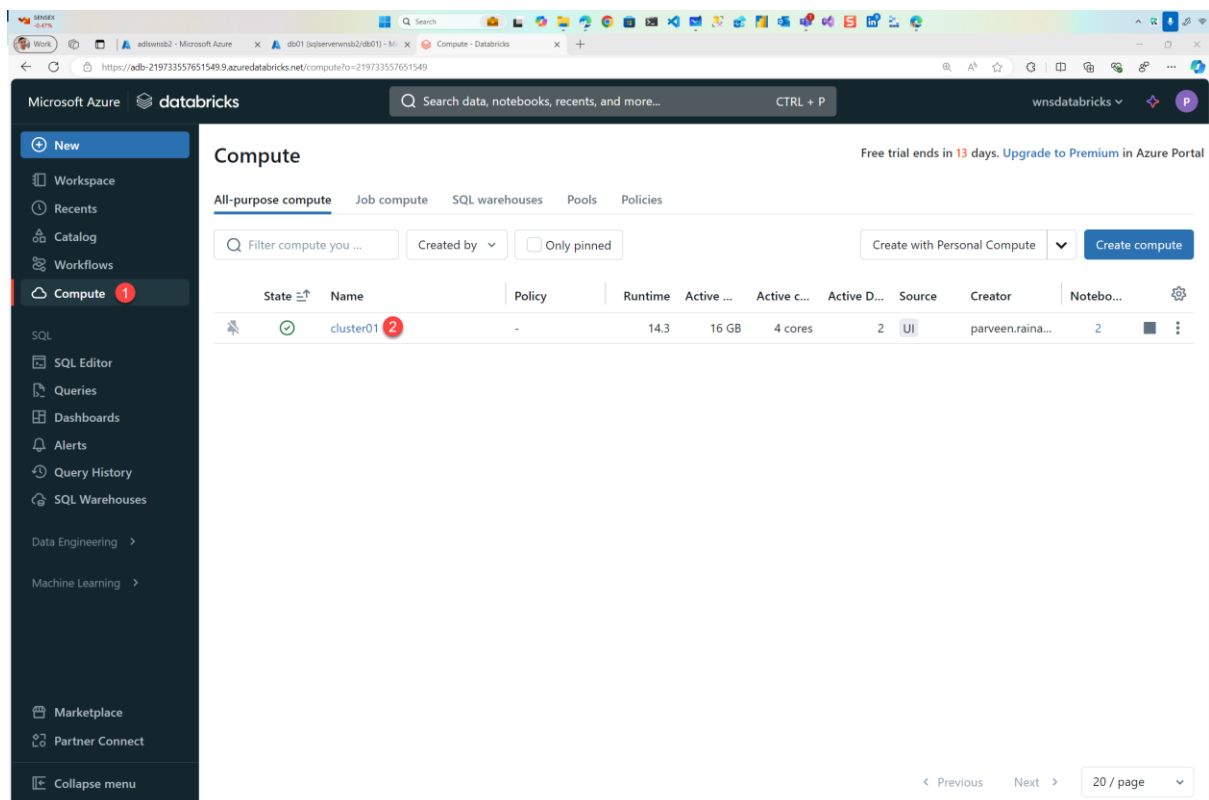 SENSEX
-0.47%
Search
Work
adlswnsb2 - Microsoft Azure
db01 (sqlserverwnsb2/db01) - Mi
Compute - Databricks
https://adb-219733557651549.9.azuredatabricks.net/compute?o=219733557651549
Microsoft Azure databricks
Search data, notebooks, recents, and more... CTRL + P
wnsdatabricks
P
New
Workspace
Recents
Catalog
Workflows
Compute 1
SQL
SQL Editor
Queries
Dashboards
Alerts
Query History
SQL Warehouses
Data Engineering
Machine Learning
Marketplace
Partner Connect
Collapse menu
Compute
Free trial ends in 13 days. Upgrade to Premium in Azure Portal
All-purpose compute Job compute SQL warehouses Pools Policies
Filter compute you ... Created by Only pinned Create with Personal Compute Create compute
State Name Policy Runtime Active ... Active c... Active D... Source Creator Notebo...
cluster01 2 - 14.3 16 GB 4 cores 2 UI parveen.raina... 2
Previous Next 20 / page